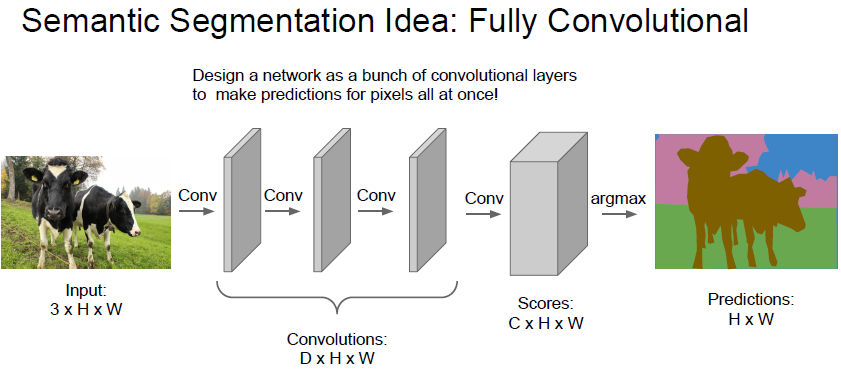 Semantic Segmentation Idea: Fully Convolutional
Design a network as a bunch of convolutional layers
to make predictions for pixels all at once!
Conv
Conv
Conv
Conv
argmax
Input:
3 x H x W
Convolutions:
D x H x W
Scores:
C x H x W
Predictions:
H x W